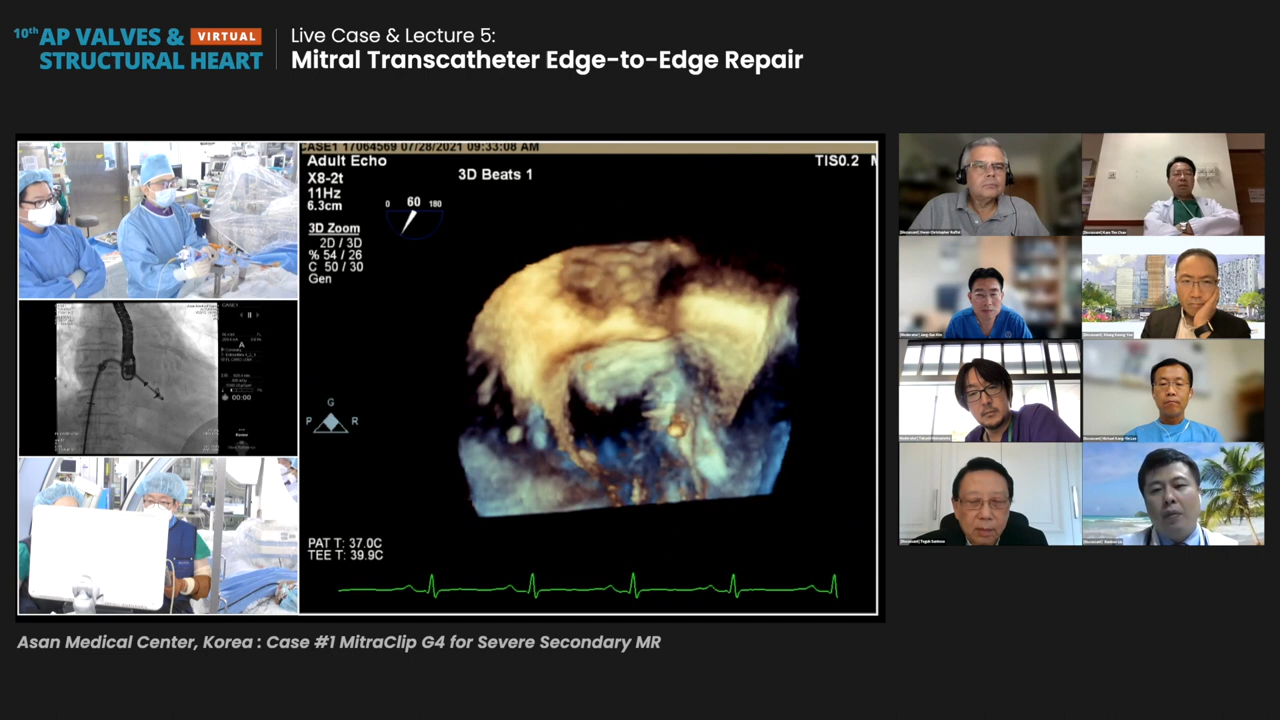 10th AP VALVES & VIRTUAL
STRUCTURAL HEART
Live Case & Lecture 5:
Mitral Transcatheter Edge-to-Edge Repair
CASE1 17064569 07/28/2021 09:33:08 AM
Adult Echo
TIS0.2 M
X8-2t
3D Beats 1
11Hz
6.3cm
0 60 180
3D Zoom
2D / 3D
% 54 / 26
C 50 / 30
Gen
G
P R
PAT T: 37.0C
TEE T: 39.9C
A
00:00
Asan Medical Center, Korea : Case #1 MitraClip G4 for Severe Secondary MR